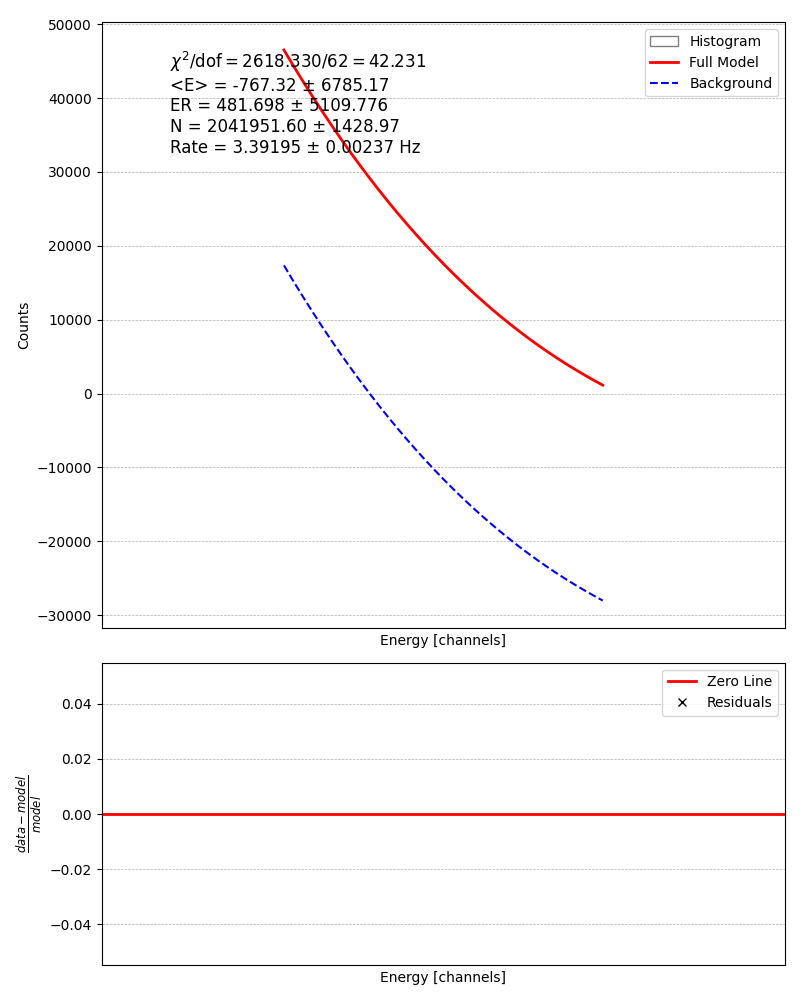 50000
40000
30000
20000
10000
0
−10000
−20000
−30000
Counts
χ²/dof = 2618.330/62 = 42.231
<E> = -767.32 ± 6785.17
ER = 481.698 ± 5109.776
N = 2041951.60 ± 1428.97
Rate = 3.39195 ± 0.00237 Hz
Histogram
Full Model
Background
Energy [channels]
0.04
0.02
0.00
−0.02
−0.04
data − model
model
Zero Line
Residuals
Energy [channels]